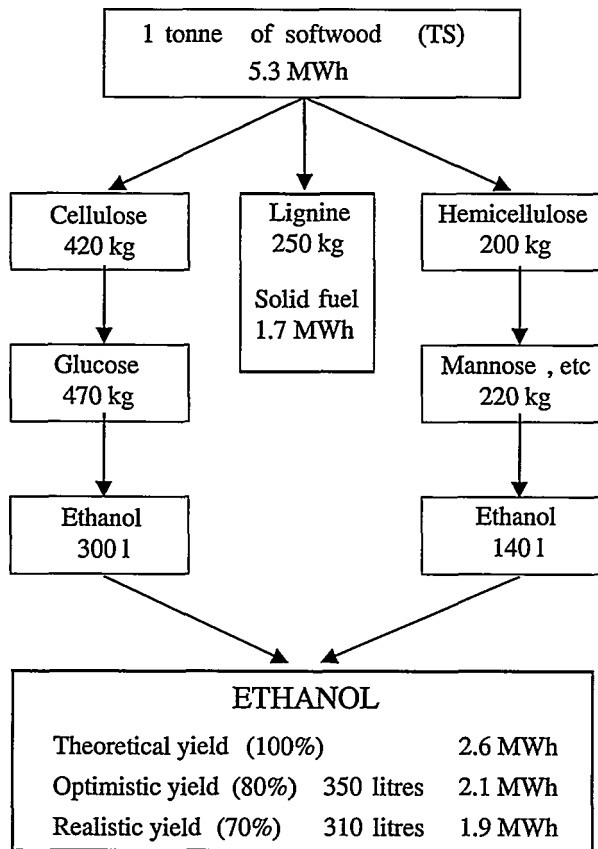 1 tonne of softwood (TS)
5.3 MWh
Cellulose
420 kg
Lignine
250 kg
Solid fuel
1.7 MWh
Hemicellulose
200 kg
Glucose
470 kg
Mannose , etc
220 kg
Ethanol
300 l
Ethanol
140 l
ETHANOL
Theoretical yield (100%) 2.6 MWh
Optimistic yield (80%) 350 litres 2.1 MWh
Realistic yield (70%) 310 litres 1.9 MWh